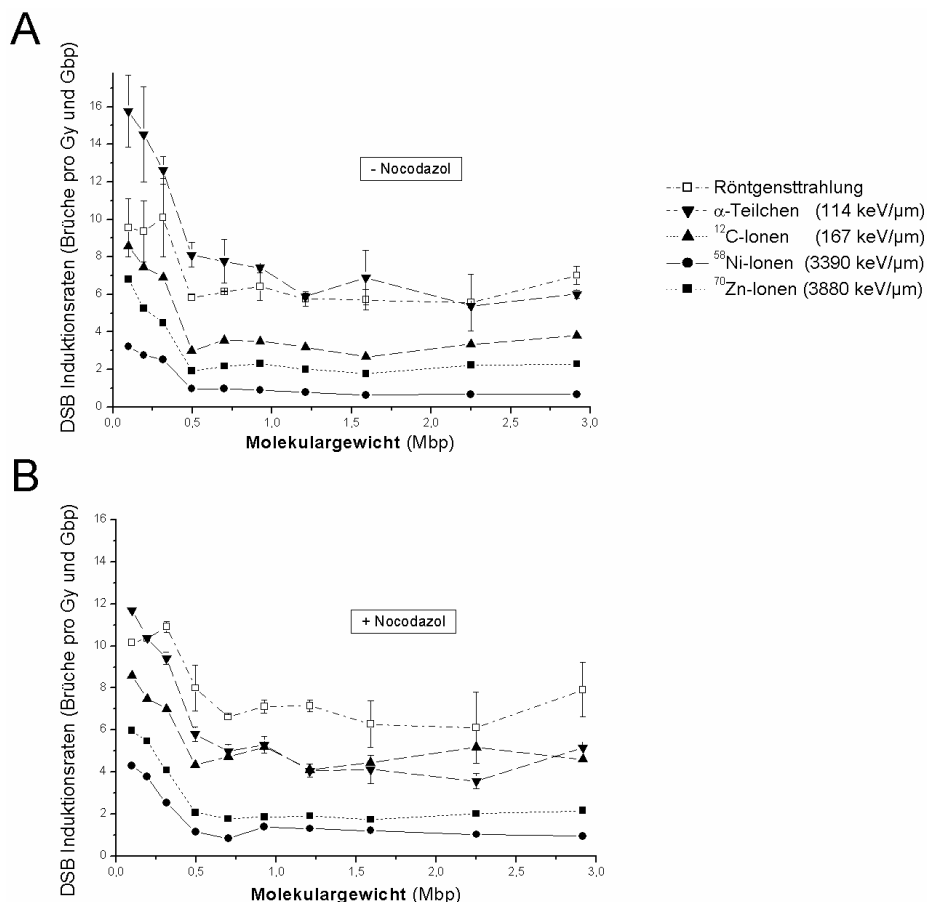 A
DSB Induktionsraten (Brüche pro Gy und Gbp)
16
14
12
10
8
6
4
2
0
- Nocodazol
0,0 0,5 1,0 1,5 2,0 2,5 3,0
Molekulargewicht (Mbp)
Röntgensttrahlung
α-Teilchen (114 keV/µm)
12C-Ionen (167 keV/µm)
58Ni-Ionen (3390 keV/µm)
70Zn-Ionen (3880 keV/µm)
B
DSB Induktionsraten (Brüche pro Gy und Gbp)
16
14
12
10
8
6
4
2
0
+ Nocodazol
0,0 0,5 1,0 1,5 2,0 2,5 3,0
Molekulargewicht (Mbp)